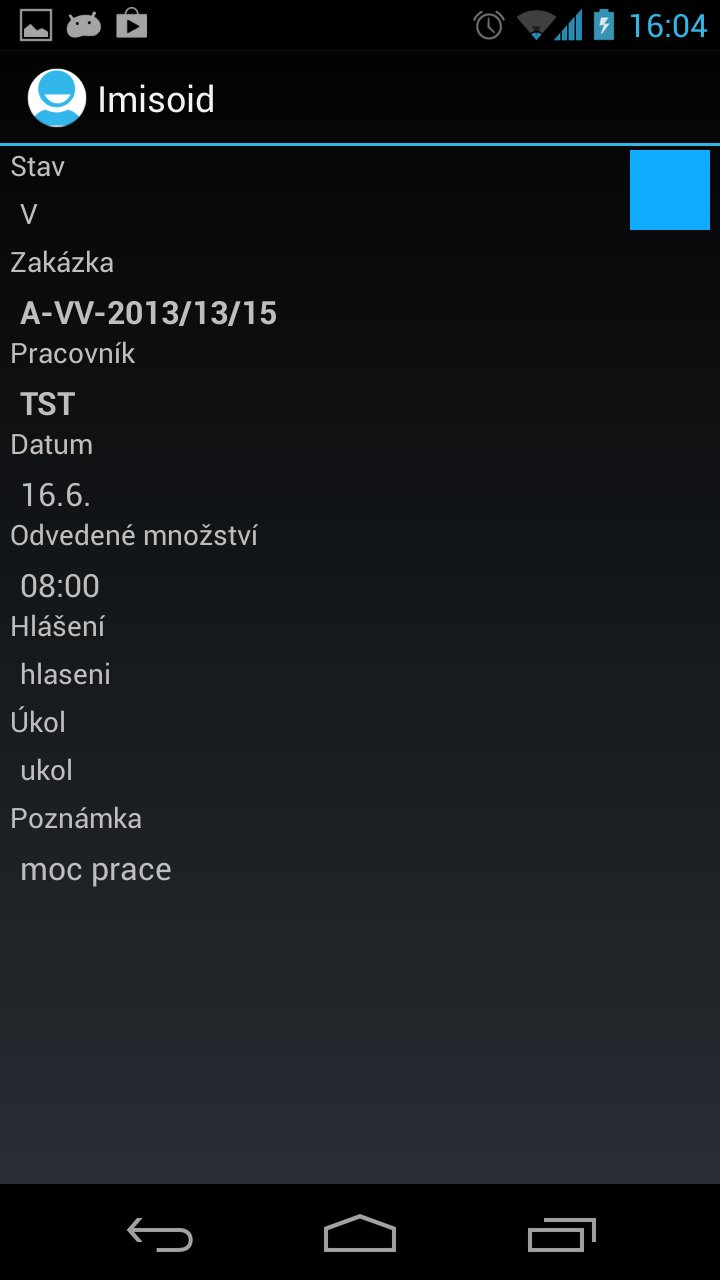 16:04
Imisoid
Stav
V
Zakázka
A-VV-2013/13/15
Pracovník
TST
Datum
16.6.
Odvedené množství
08:00
Hlášení
hlaseni
Úkol
ukol
Poznámka
moc prace